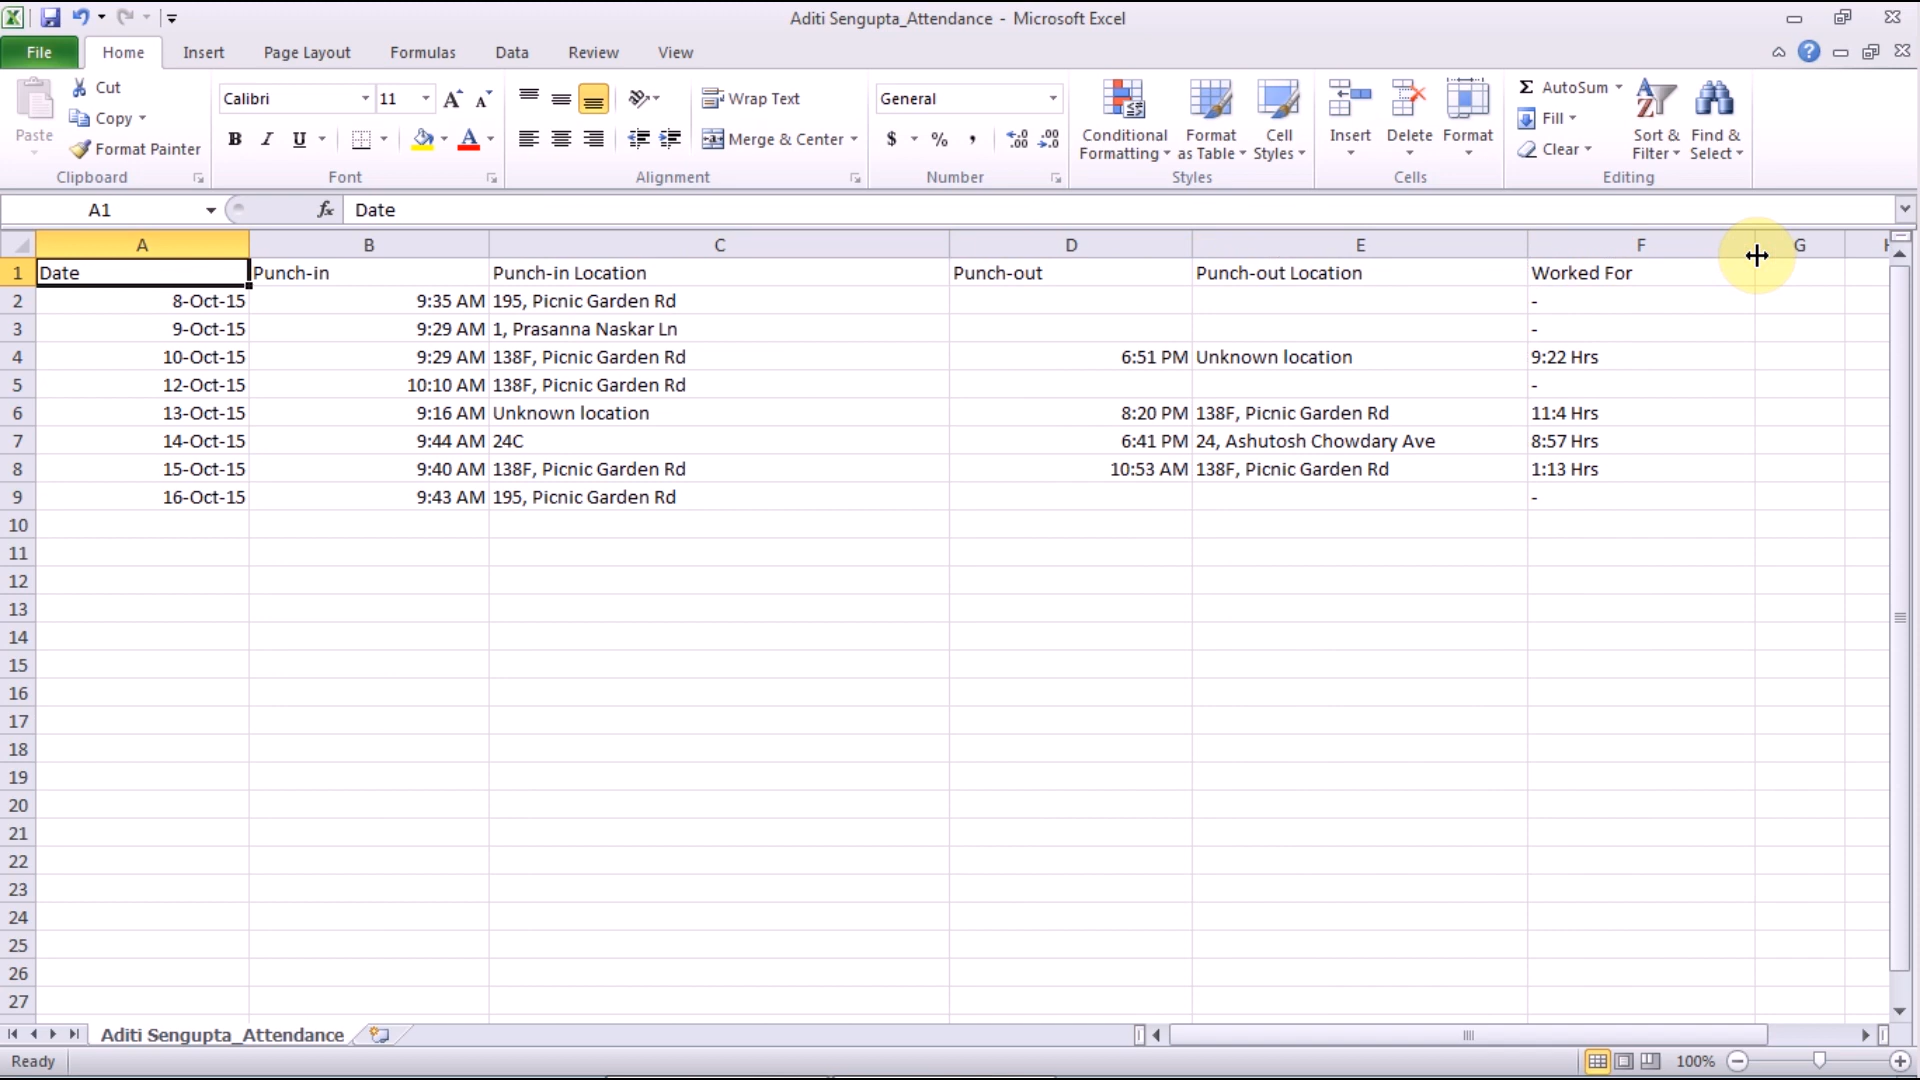 Aditi Sengupta_Attendance - Microsoft Excel
File Home Insert Page Layout Formulas Data Review View
Cut
Copy
Format Painter
Paste
Clipboard
Calibri 11
B I U A
Font
Wrap Text
Merge & Center
Alignment
General
$ % ,
Number
Conditional Formatting
Format as Table
Cell Styles
Styles
Insert Delete Format
Cells
AutoSum
Fill
Clear
Sort & Filter
Find & Select
Editing
A1 fx Date
A B C D E F G
1 Date Punch-in Punch-in Location Punch-out Punch-out Location Worked For
2 8-Oct-15 9:35 AM 195, Picnic Garden Rd -
3 9-Oct-15 9:29 AM 1, Prasanna Naskar Ln -
4 10-Oct-15 9:29 AM 138F, Picnic Garden Rd 6:51 PM Unknown location 9:22 Hrs
5 12-Oct-15 10:10 AM 138F, Picnic Garden Rd -
6 13-Oct-15 9:16 AM Unknown location 8:20 PM 138F, Picnic Garden Rd 11:4 Hrs
7 14-Oct-15 9:44 AM 24C 6:41 PM 24, Ashutosh Chowdary Ave 8:57 Hrs
8 15-Oct-15 9:40 AM 138F, Picnic Garden Rd 10:53 AM 138F, Picnic Garden Rd 1:13 Hrs
9 16-Oct-15 9:43 AM 195, Picnic Garden Rd -
10
11
12
13
14
15
16
17
18
19
20
21
22
23
24
25
26
27
Aditi Sengupta_Attendance
Ready 100%